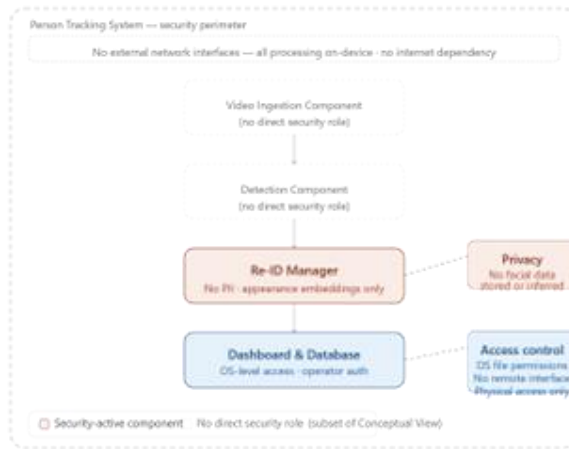 Person Tracking System — security perimeter
No external network interfaces — all processing on-device · no internet dependency
Video Ingestion Component
(no direct security role)
Detection Component
(no direct security role)
Re-ID Manager
No PII · appearance embeddings only
Privacy
No facial data
stored or inferred
Dashboard & Database
OS-level access · operator auth
Access control
OS file permissions
No remote interface
Physical access only
Security-active component No direct security role (subset of Conceptual View)